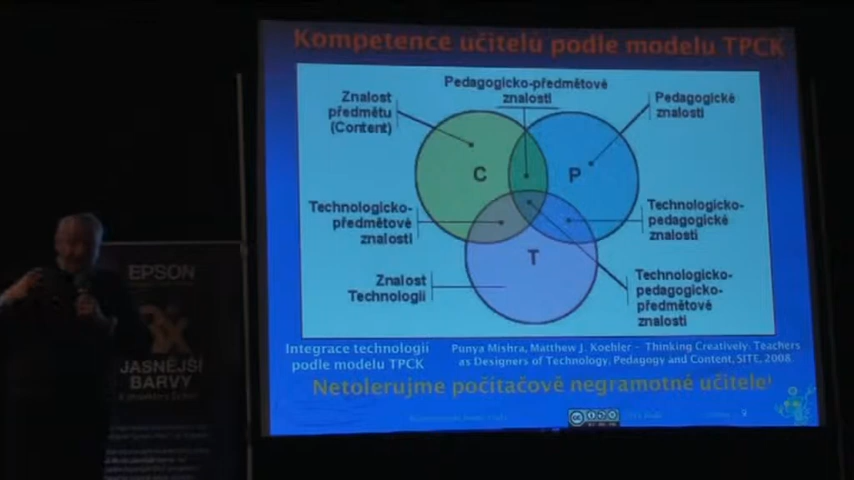 Kompetence učitelů podle modelu TPCK
Pedagogicko-předmětové
znalosti
Znalost
předmětu
(Content)
Pedagogické
znalosti
C
P
Technologicko-
předmětové
znalosti
Technologicko-
pedagogické
znalosti
T
Znalost
Technologií
Technologicko-
pedagogicko-
předmětové
znalosti
Integrace technologií
podle modelu TPCK
Punya Mishra, Matthew J. Koehler - Thinking Creatively: Teachers
as Designers of Technology, Pedagogy and Content, SITE, 2008.
Netolerujme počítačově negramotné učitele!
EPSON
3x
JASNĚJŠÍ
BARVY